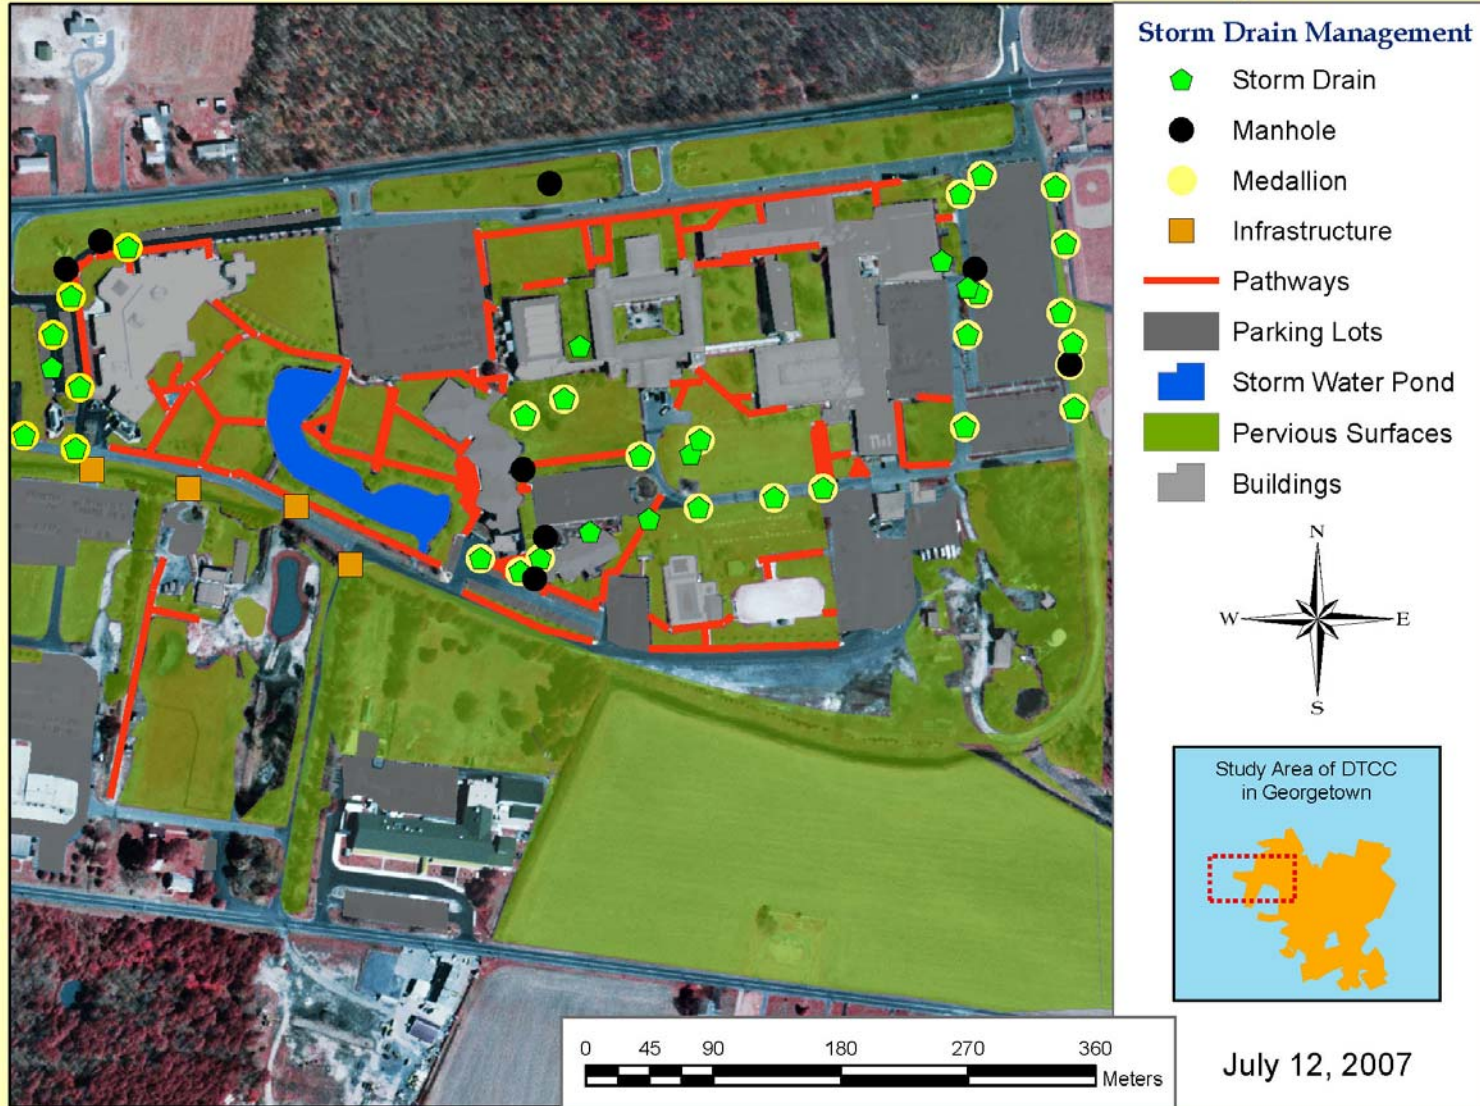 Storm Drain Management
Storm Drain
Manhole
Medallion
Infrastructure
Pathways
Parking Lots
Storm Water Pond
Pervious Surfaces
Buildings
N
W
E
S
Study Area of DTCC
in Georgetown
0 45 90 180 270 360
Meters
July 12, 2007